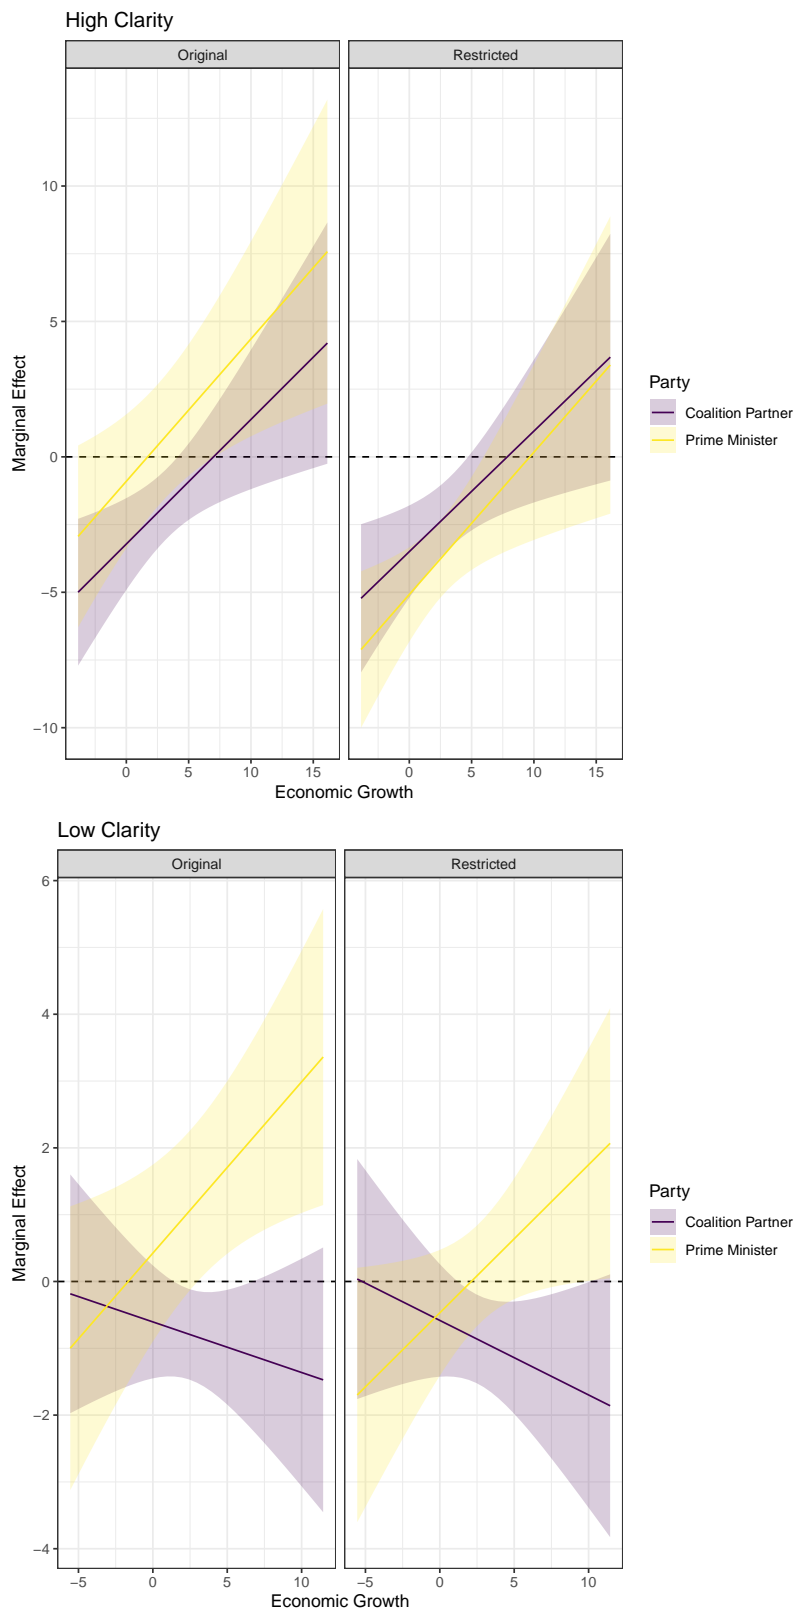 High Clarity
Original
Restricted
10
5
0
−5
−10
Marginal Effect
0
5
10
15
0
5
10
15
Economic Growth
Party
Coalition Partner
Prime Minister
Low Clarity
Original
Restricted
6
4
2
0
−2
−4
Marginal Effect
−5
0
5
10
−5
0
5
10
Economic Growth
Party
Coalition Partner
Prime Minister